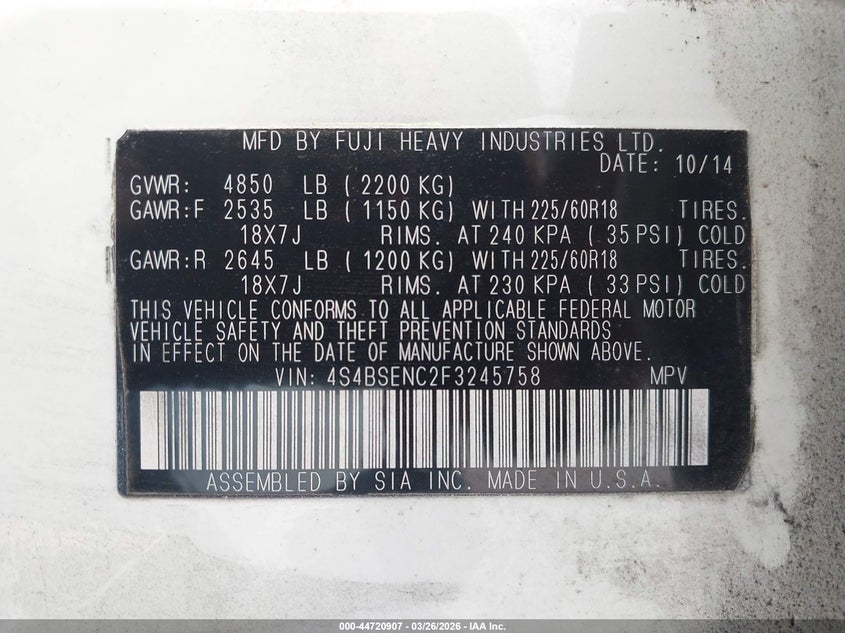 MFD BY FUJI HEAVY INDUSTRIES LTD.
DATE: 10/14
GVWR: 4850 LB ( 2200 KG)
GAWR:F 2535 LB ( 1150 KG) WITH 225/60R18 TIRES.
18X7J RIMS. AT 240 KPA ( 35 PSI) COLD
GAWR:R 2645 LB ( 1200 KG) WITH 225/60R18 TIRES.
18X7J RIMS. AT 230 KPA ( 33 PSI) COLD
THIS VEHICLE CONFORMS TO ALL APPLICABLE FEDERAL MOTOR
VEHICLE SAFETY AND THEFT PREVENTION STANDARDS
IN EFFECT ON THE DATE OF MANUFACTURE SHOWN ABOVE.
VIN: 4S4BSENC2F3245758 MPV
ASSEMBLED BY SIA INC. MADE IN U.S.A.
000-44720907 - 03/26/2026 - IAA Inc.